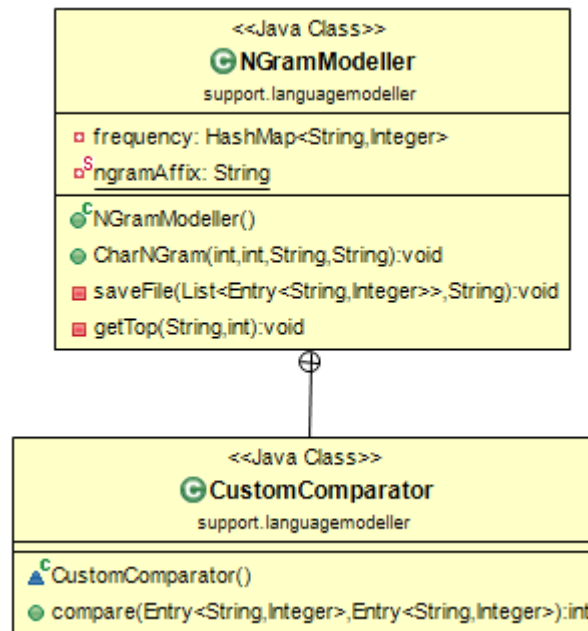 <<Java Class>>
NGramModeller
support.languagemodeller
frequency: HashMap<String,Integer>
ngramAffix: String
NGramModeller()
CharNGram(int,int,String,String):void
saveFile(List<Entry<String,Integer>>,String):void
getTop(String,int):void
<<Java Class>>
CustomComparator
support.languagemodeller
CustomComparator()
compare(Entry<String,Integer>,Entry<String,Integer>):int